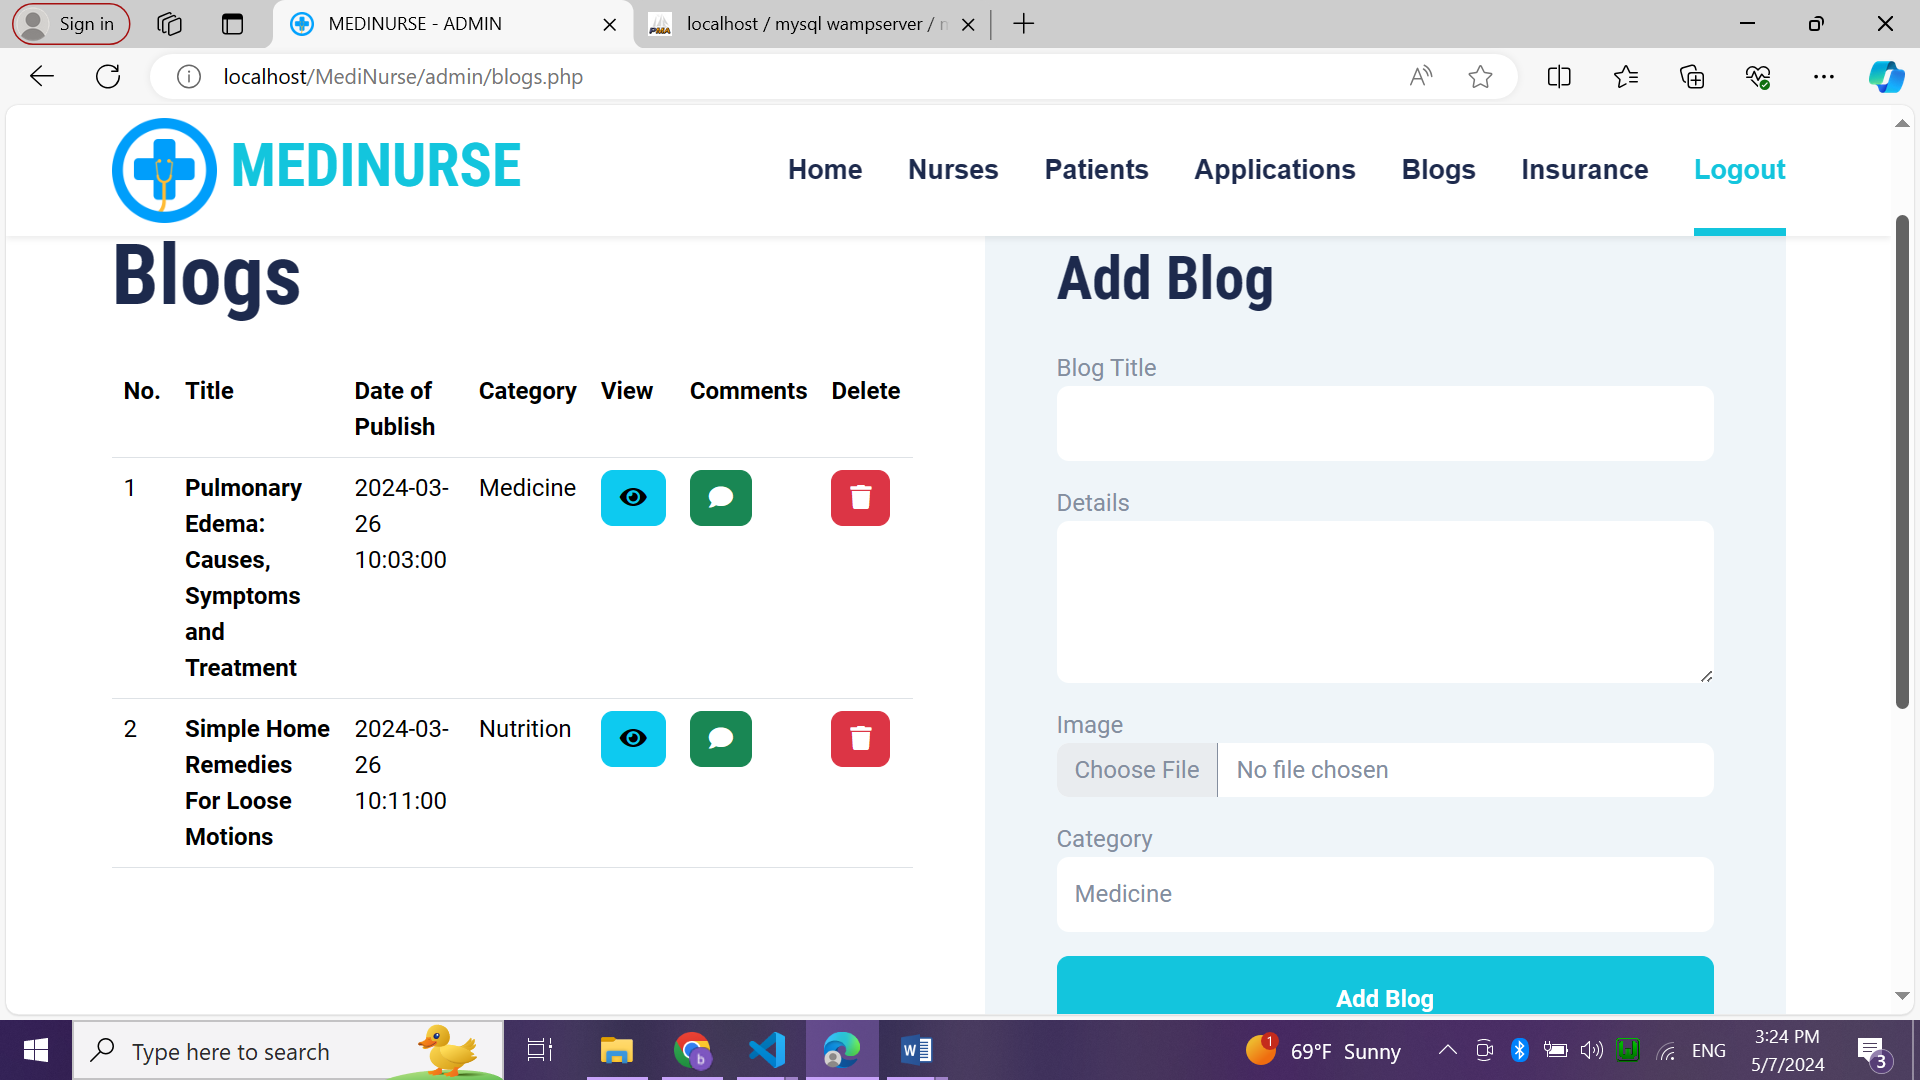 Sign in
MEDINURSE - ADMIN
localhost / mysql wampserver /
localhost/MediNurse/admin/blogs.php
MEDINURSE
Home Nurses Patients Applications Blogs Insurance Logout
Blogs
No. Title Date of Publish Category View Comments Delete
1 Pulmonary 2024-03- Medicine
Edema: 26
Causes, 10:03:00
Symptoms
and
Treatment
2 Simple Home 2024-03- Nutrition
Remedies 26
For Loose 10:11:00
Motions
Add Blog
Blog Title
Details
Image
Choose File No file chosen
Category
Medicine
Add Blog
Type here to search
1
69°F Sunny
ENG
3:24 PM
5/7/2024
3